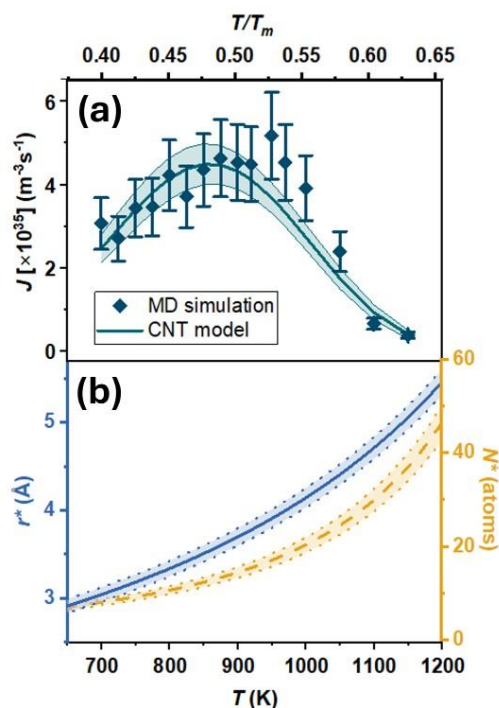 T/Tm
0.40 0.45 0.50 0.55 0.60 0.65
(a)
6
4
2
0
J [×10³⁵] (m⁻³s⁻¹)
MD simulation
CNT model
(b)
5
4
3
r* (Å)
60
40
20
0
N* (atoms)
700 800 900 1000 1100 1200
T (K)